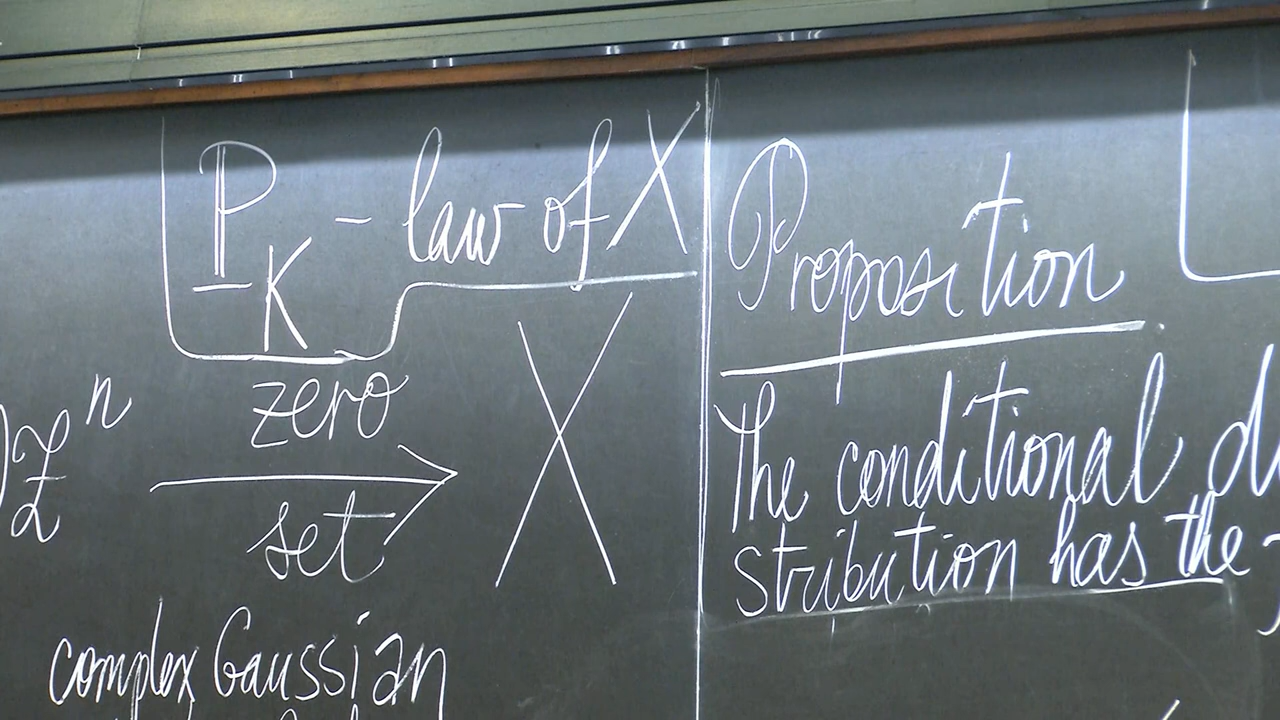 ℙ_K - law of X
zero
)z^n ⟶ X
set
complex Gaussian
Proposition
The conditional di
stribution has the